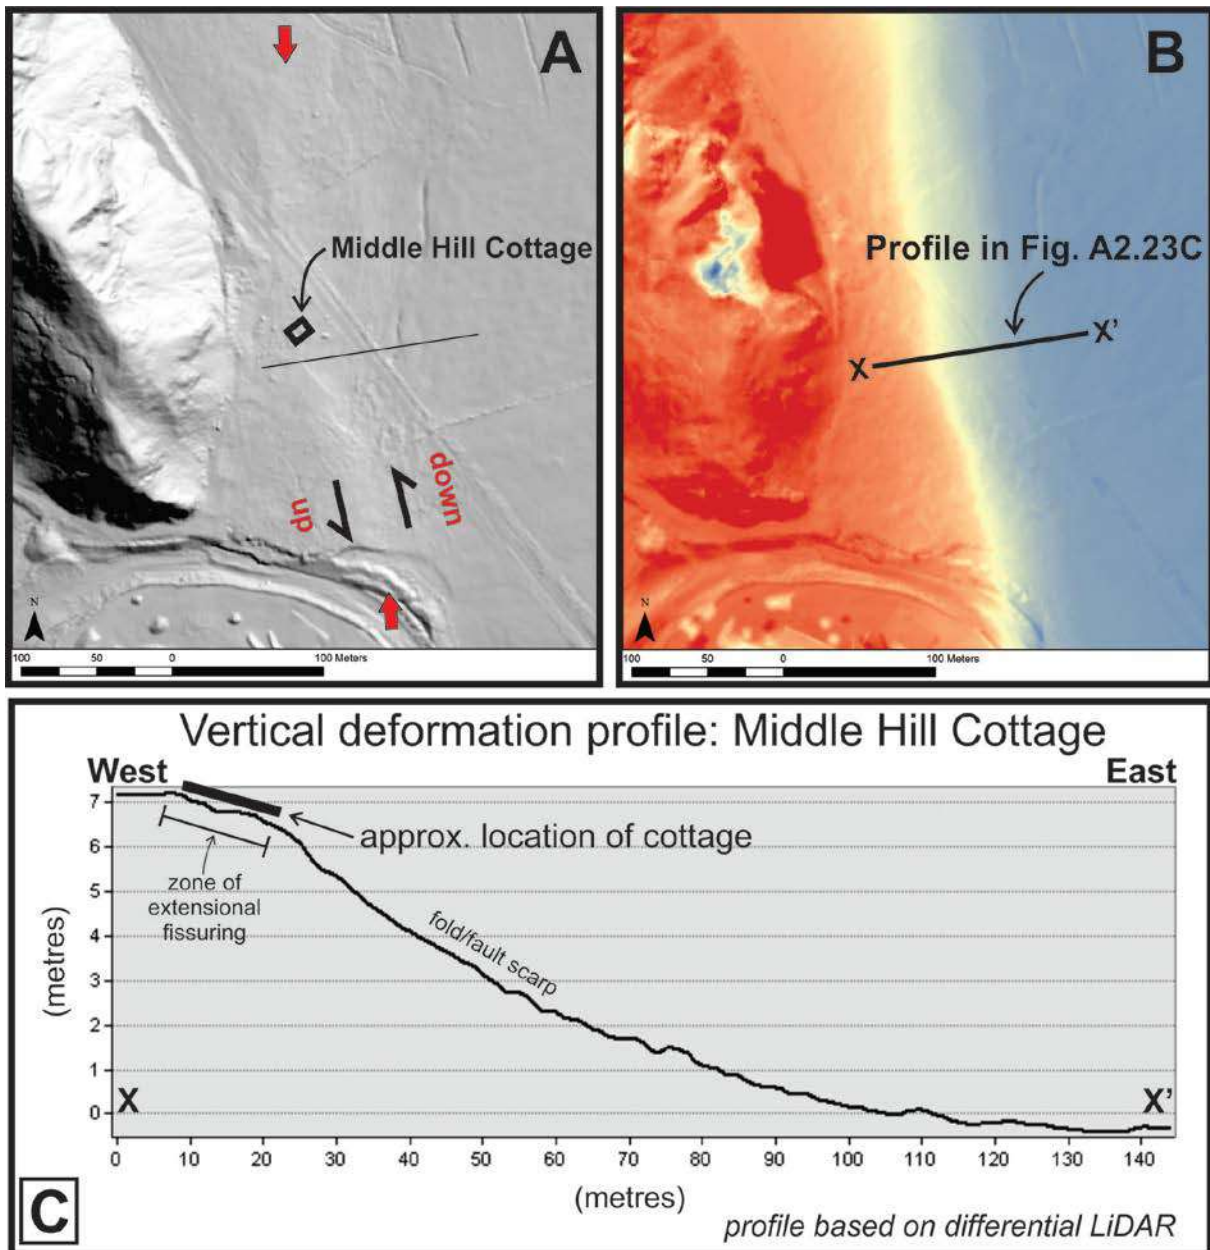 A
Middle Hill Cottage
up
down
N
100 50 0 100 Meters
B
Profile in Fig. A2.23C
X
X'
N
100 50 0 100 Meters
Vertical deformation profile: Middle Hill Cottage
West
East
7
6
5
4
3
2
1
0
(metres)
approx. location of cottage
zone of
extensional
fissuring
fold/fault scarp
X
X'
0 10 20 30 40 50 60 70 80 90 100 110 120 130 140
(metres)
C
profile based on differential LiDAR